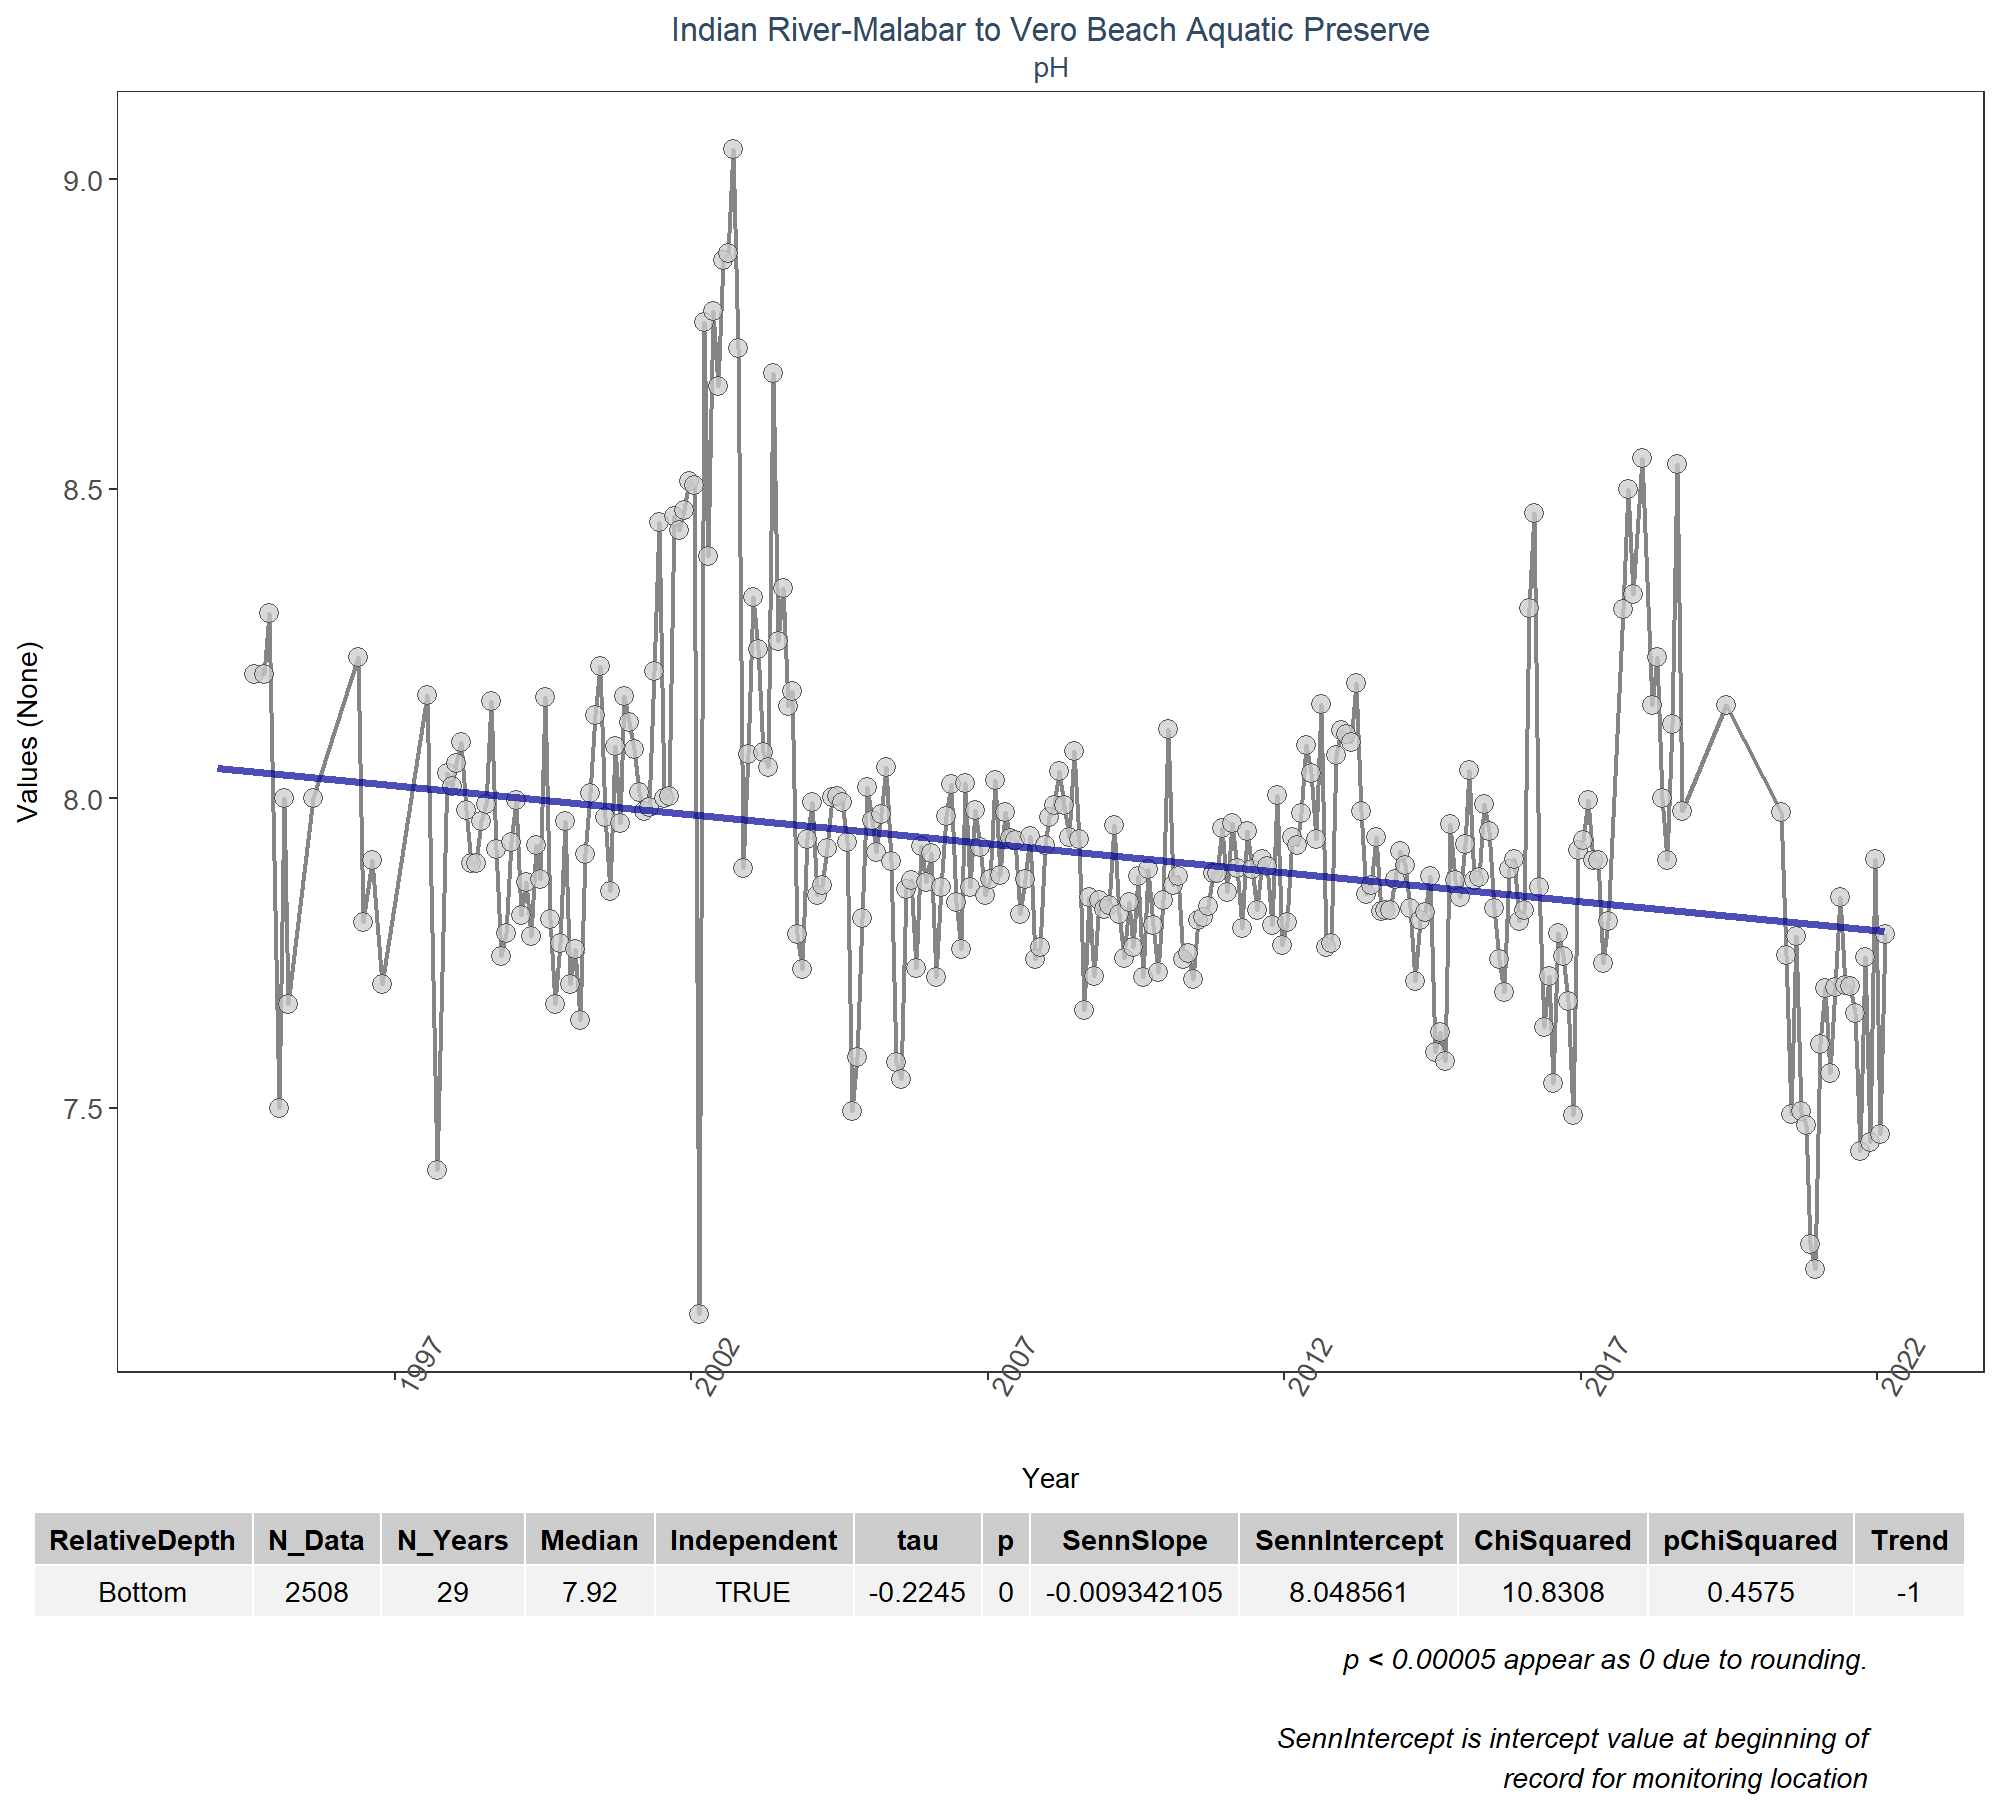 Indian River-Malabar to Vero Beach Aquatic Preserve
pH
9.0
8.5
8.0
7.5
Values (None)
1997
2002
2007
2012
2017
2022
Year
RelativeDepth N_Data N_Years Median Independent tau p SennSlope SennIntercept ChiSquared pChiSquared Trend
Bottom 2508 29 7.92 TRUE -0.2245 0 -0.009342105 8.048561 10.8308 0.4575 -1
p < 0.00005 appear as 0 due to rounding.
SennIntercept is intercept value at beginning of
record for monitoring location